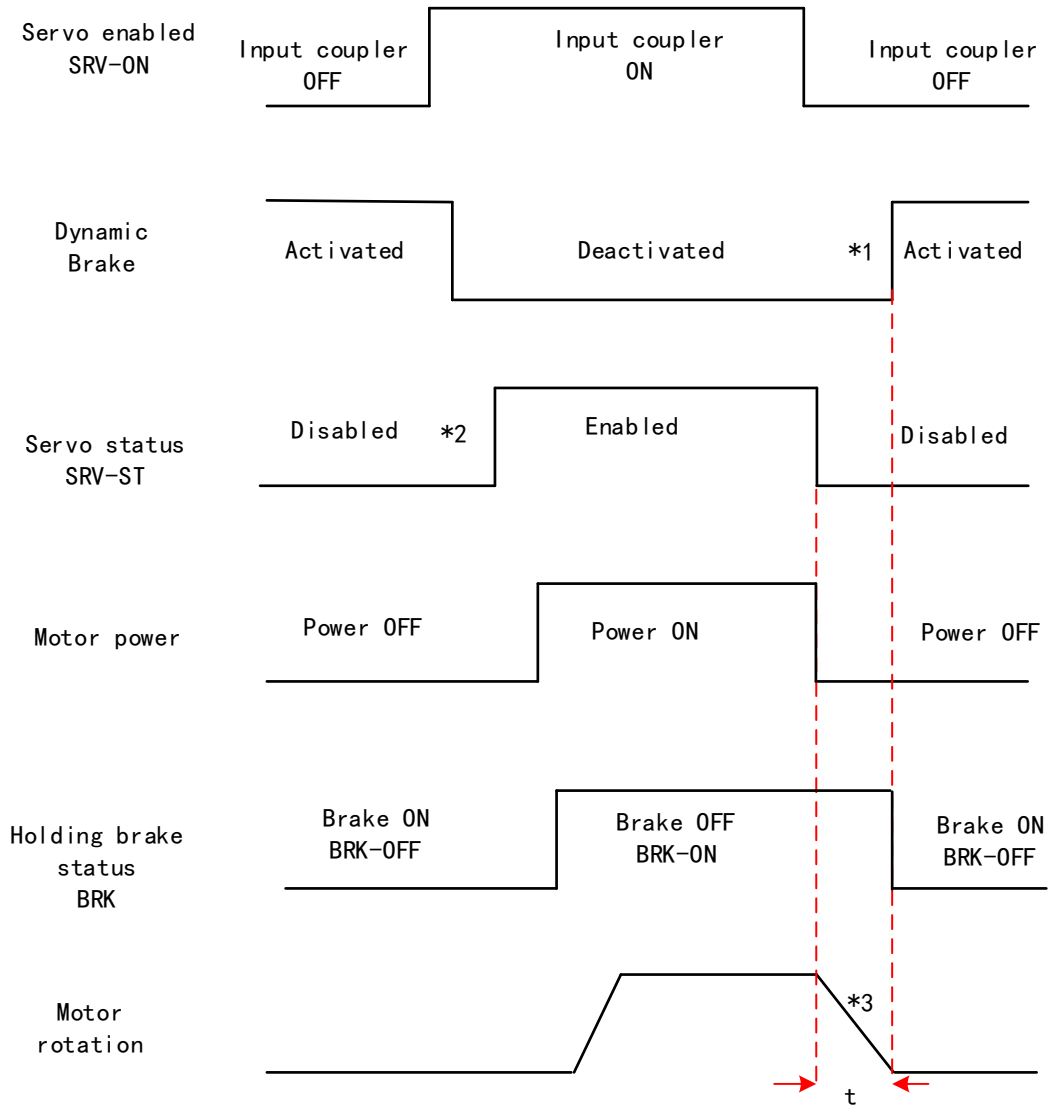 Servo enabled
SRV-ON
Input coupler
OFF
Input coupler
ON
Input coupler
OFF
Dynamic
Brake
Activated
Deactivated
*1
Activated
Servo status
SRV-ST
Disabled
*2
Enabled
Disabled
Motor power
Power OFF
Power ON
Power OFF
Holding brake
status
BRK
Brake ON
BRK-OFF
Brake OFF
BRK-ON
Brake ON
BRK-OFF
Motor
rotation
*3
t